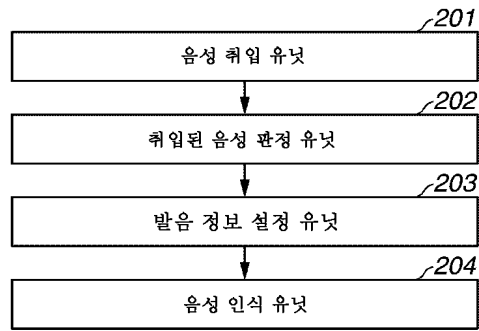 201
음성 취입 유닛
202
취입된 음성 판정 유닛
203
발음 정보 설정 유닛
204
음성 인식 유닛